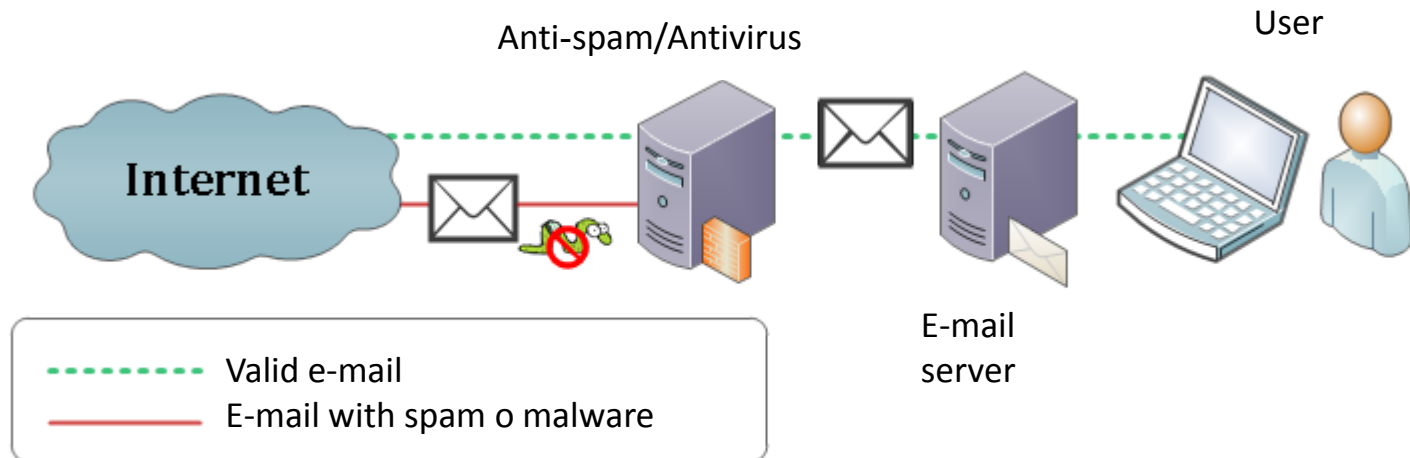 Anti-spam/Antivirus
User
Internet
E-mail
server
Valid e-mail
E-mail with spam o malware